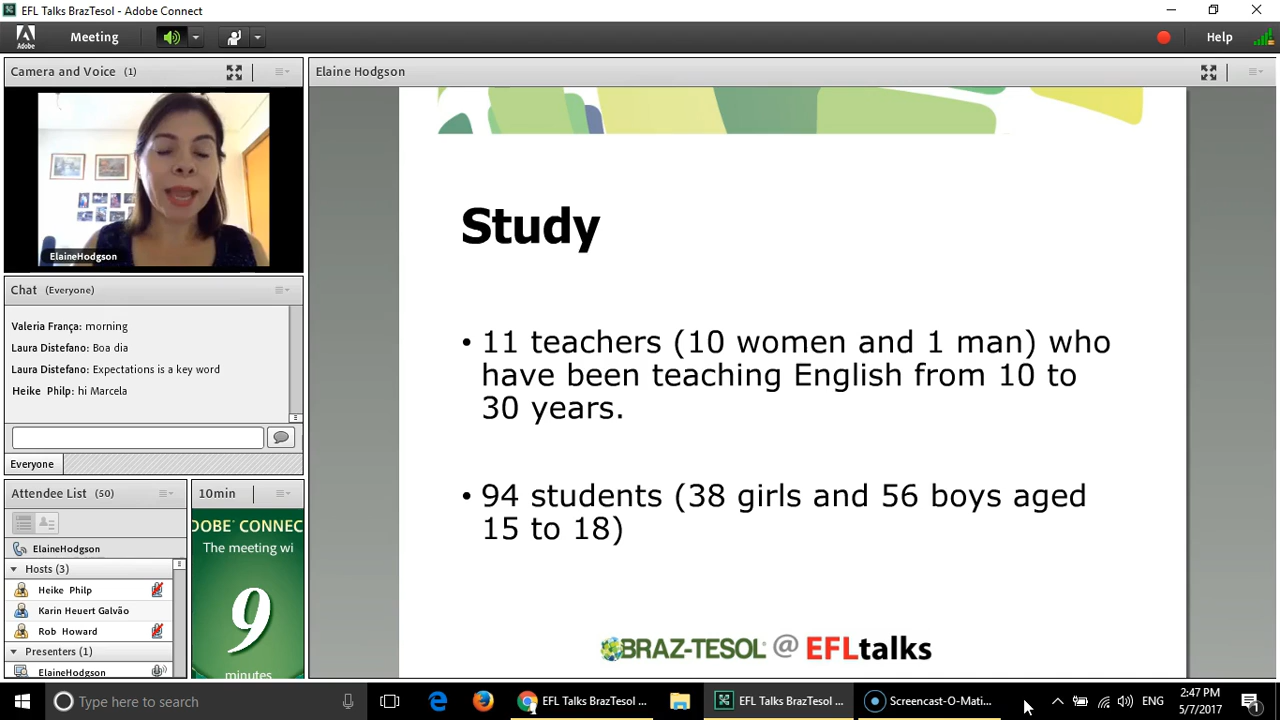 EFL Talks BrazTesol - Adobe Connect
Adobe
Meeting
Help
Camera and Voice (1)
ElaineHodgson
Chat (Everyone)
Valeria França: morning
Laura Distefano: Boa dia
Laura Distefano: Expectations is a key word
Heike Philp: hi Marcela
Everyone
Attendee List (50)
ElaineHodgson
Hosts (3)
Heike Philp
Karin Heuert Galvão
Rob Howard
Presenters (1)
ElaineHodgson
10min
DOBE' CONNEC
The meeting wi
9
minutes
Elaine Hodgson
Study
• 11 teachers (10 women and 1 man) who
have been teaching English from 10 to
30 years.
• 94 students (38 girls and 56 boys aged
15 to 18)
BRAZ-TESOL @ EFLtalks
Type here to search
EFL Talks BrazTesol ...
EFL Talks BrazTesol ...
Screencast-O-Mati...
ENG
2:47 PM
5/7/2017
1